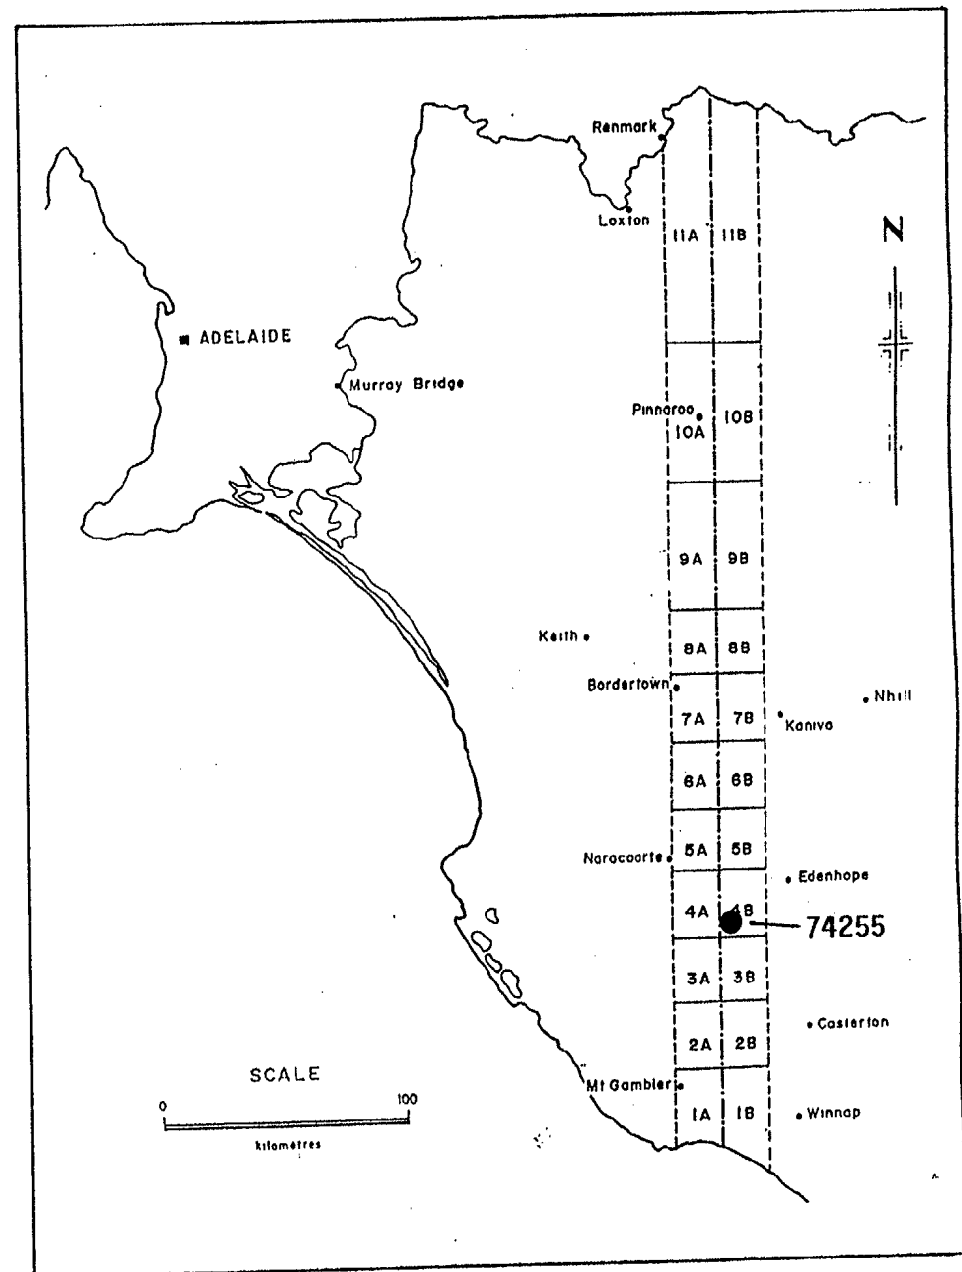 Renmark
Loxton
11A 11B
N
ADELAIDE
Murray Bridge
Pinnaroo
10A 10B
9A 9B
Keith
8A 8B
Bordertown
7A 7B
Nhill
Kaniva
6A 6B
Naracoorte
5A 5B
Edenhope
4A 4B
74255
3A 3B
Casterton
2A 2B
SCALE
Mt Gambier
0 100
1A 1B
Winnap
kilometres